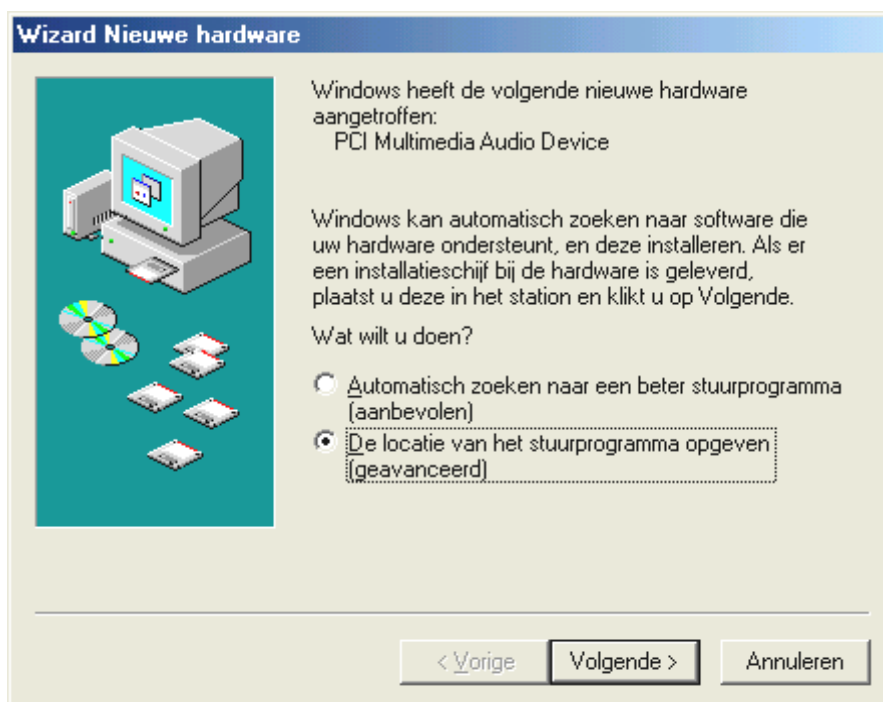 Wizard Nieuwe hardware
Windows heeft de volgende nieuwe hardware
aangetroffen:
PCI Multimedia Audio Device
Windows kan automatisch zoeken naar software die
uw hardware ondersteunt, en deze installeren. Als er
een installatieschijf bij de hardware is geleverd,
plaatst u deze in het station en klikt u op Volgende.
Wat wilt u doen?
Automatisch zoeken naar een beter stuurprogramma
(aanbevolen)
De locatie van het stuurprogramma opgeven
(geavanceerd)
< Vorige
Volgende >
Annuleren